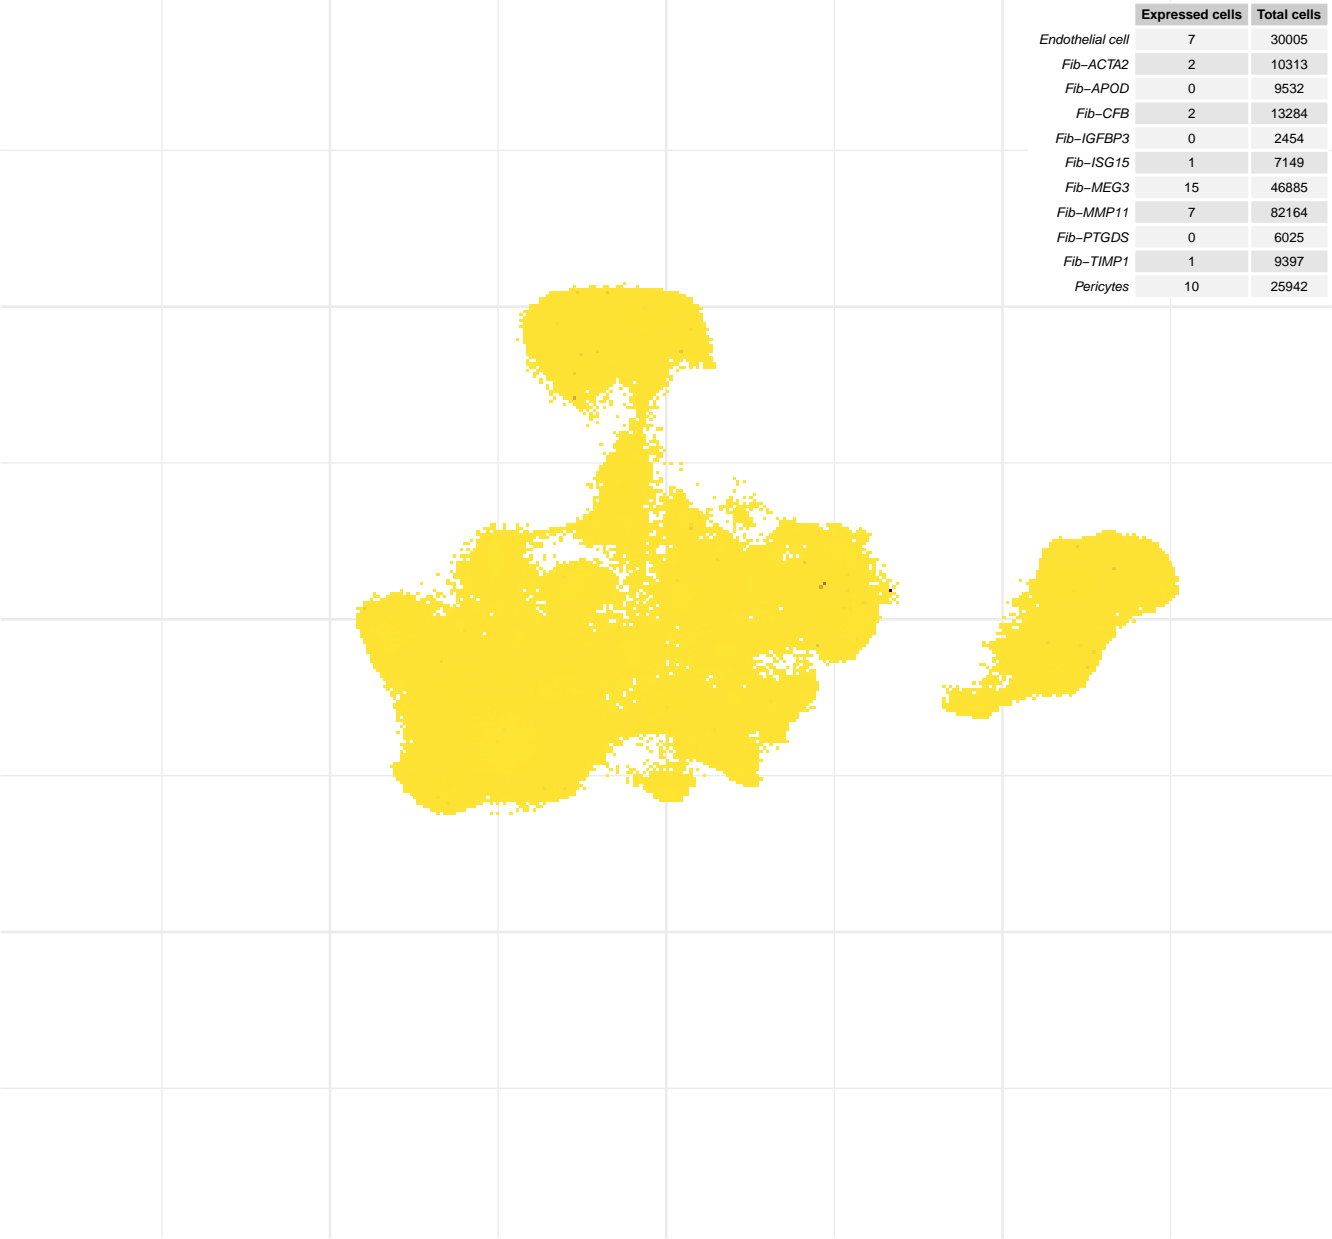 Expressed cells Total cells
Endothelial cell 7 30005
Fib−ACTA2 2 10313
Fib−APOD 0 9532
Fib−CFB 2 13284
Fib−IGFBP3 0 2454
Fib−ISG15 1 7149
Fib−MEG3 15 46885
Fib−MMP11 7 82164
Fib−PTGDS 0 6025
Fib−TIMP1 1 9397
Pericytes 10 25942